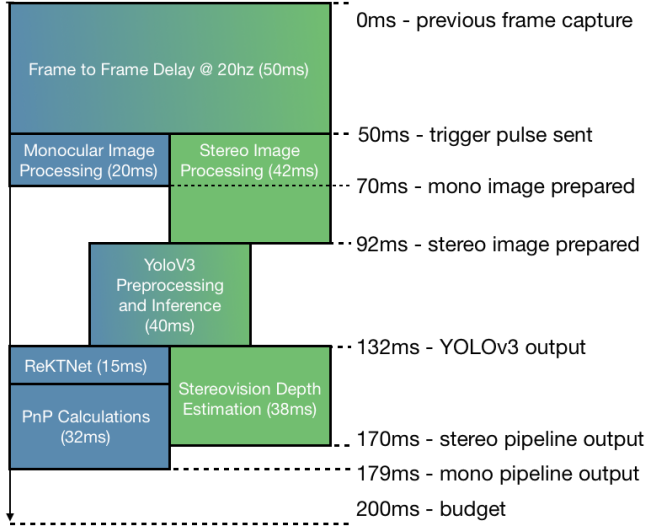 0ms - previous frame capture
Frame to Frame Delay @ 20hz (50ms)
50ms - trigger pulse sent
Monocular Image
Processing (20ms)
Stereo Image
Processing (42ms)
70ms - mono image prepared
92ms - stereo image prepared
YoloV3
Preprocessing
and Inference
(40ms)
132ms - YOLOv3 output
ReKTNet (15ms)
Stereovision Depth
Estimation (38ms)
PnP Calculations
(32ms)
170ms - stereo pipeline output
179ms - mono pipeline output
200ms - budget